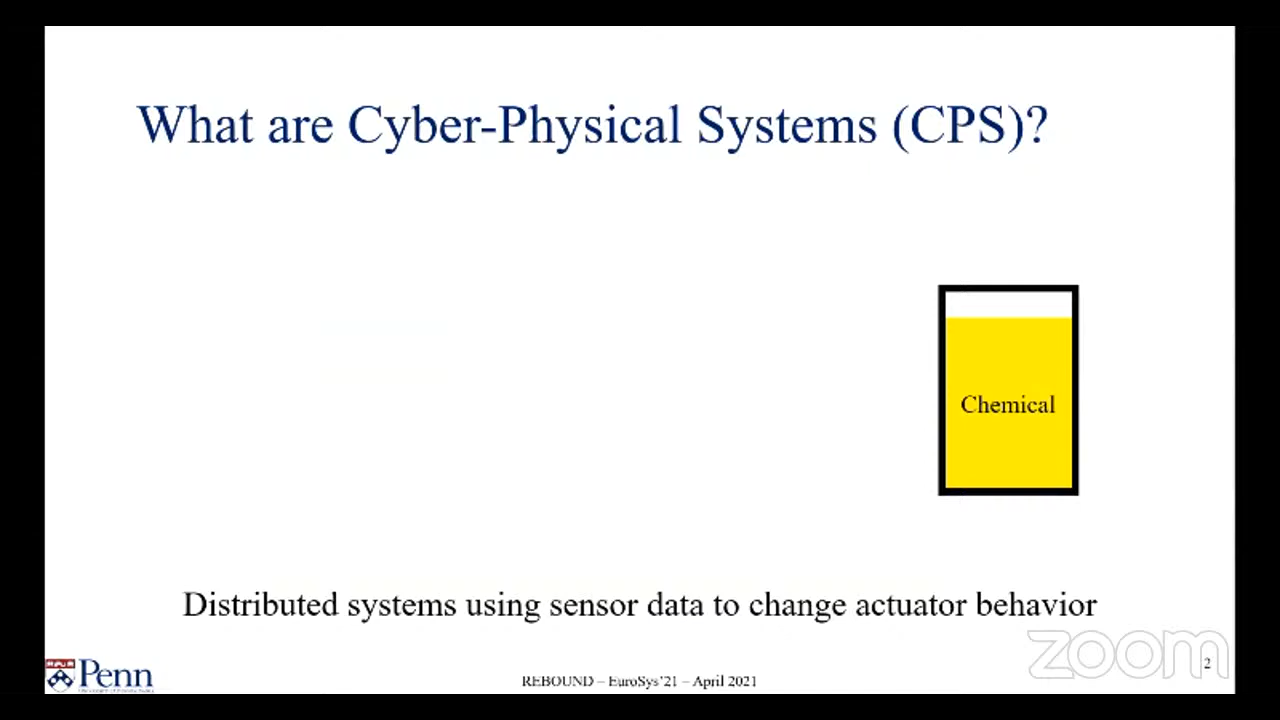 What are Cyber-Physical Systems (CPS)?
Chemical
Distributed systems using sensor data to change actuator behavior
zoom
2
Penn
REBOUND – EuroSys’21 – April 2021